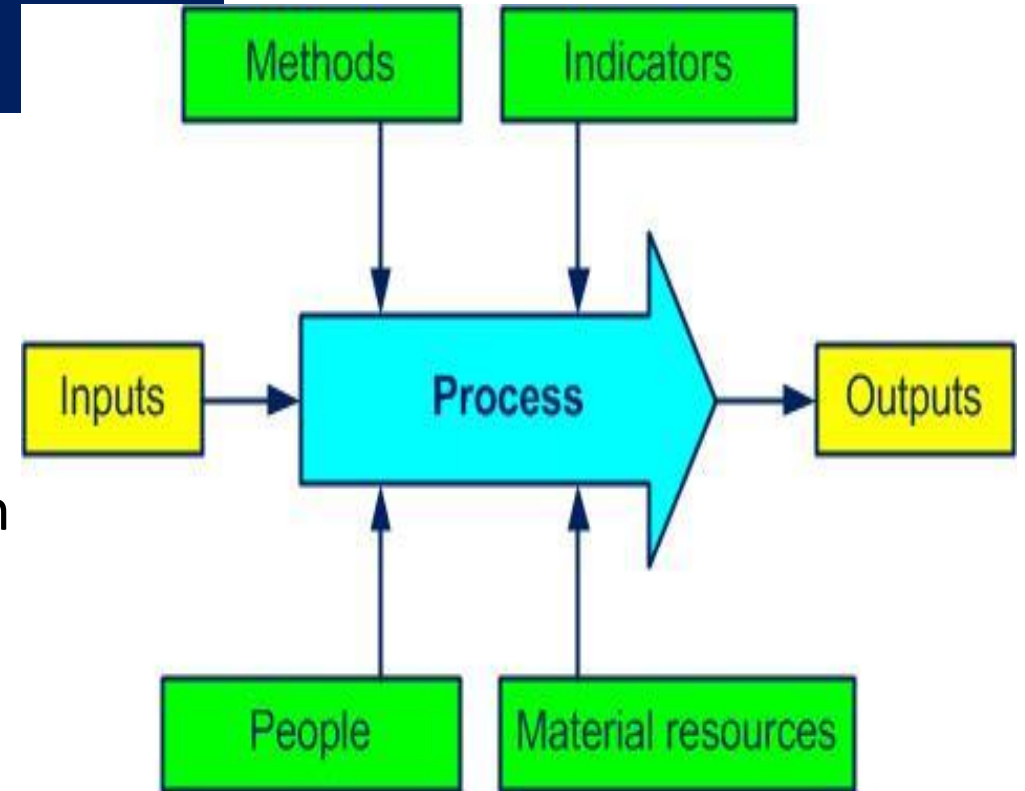 Methods
Indicators
Inputs
Process
Outputs
n
People
Material resources